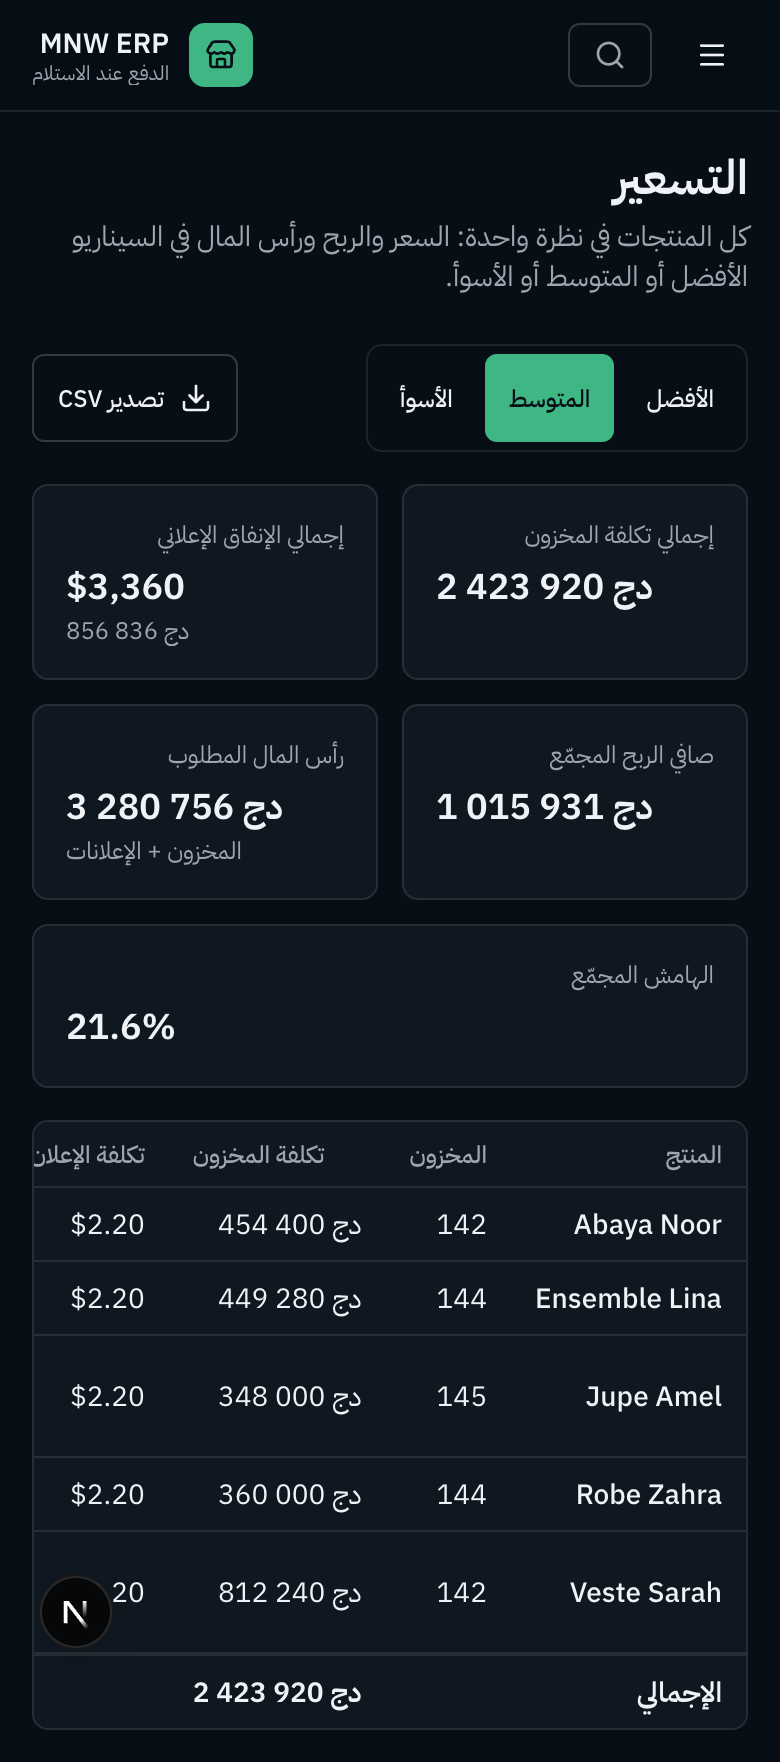 MNW ERP
الدفع عند الاستلام
التسعير
كل المنتجات في نظرة واحدة: السعر والربح ورأس المال في السيناريو
الأفضل أو المتوسط أو الأسوأ.
الأفضل
المتوسط
الأسوأ
تصدير CSV
إجمالي تكلفة المخزون
2 423 920 دج
إجمالي الإنفاق الإعلاني
$3,360
856 836 دج
صافي الربح المجمّع
1 015 931 دج
رأس المال المطلوب
3 280 756 دج
المخزون + الإعلانات
الهامش المجمّع
21.6%
المنتج المخزون تكلفة المخزون تكلفة الإعلان
Abaya Noor 142 454 400 دج $2.20
Ensemble Lina 144 449 280 دج $2.20
Jupe Amel 145 348 000 دج $2.20
Robe Zahra 144 360 000 دج $2.20
Veste Sarah 142 812 240 دج 20
N
الإجمالي 2 423 920 دج